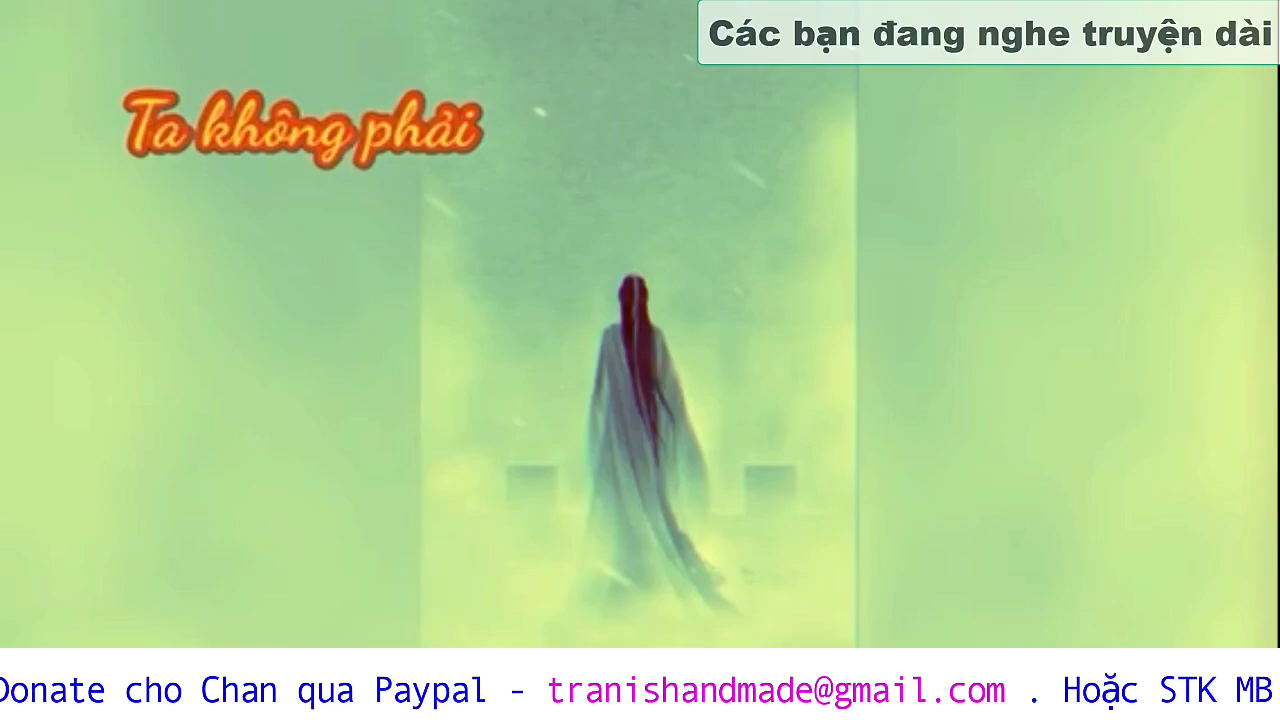 Các bạn đang nghe truyện dài
Ta không phải
Donate cho Chan qua Paypal - tranishandmade@gmail.com . Hoặc STK MB